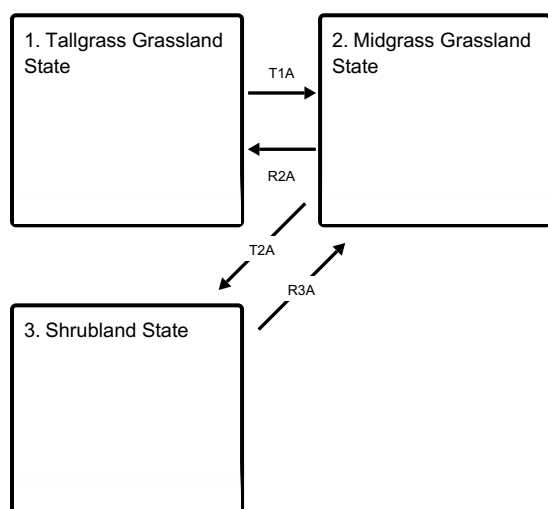 1. Tallgrass Grassland
State
2. Midgrass Grassland
State
T1A
R2A
T2A
R3A
3. Shrubland State